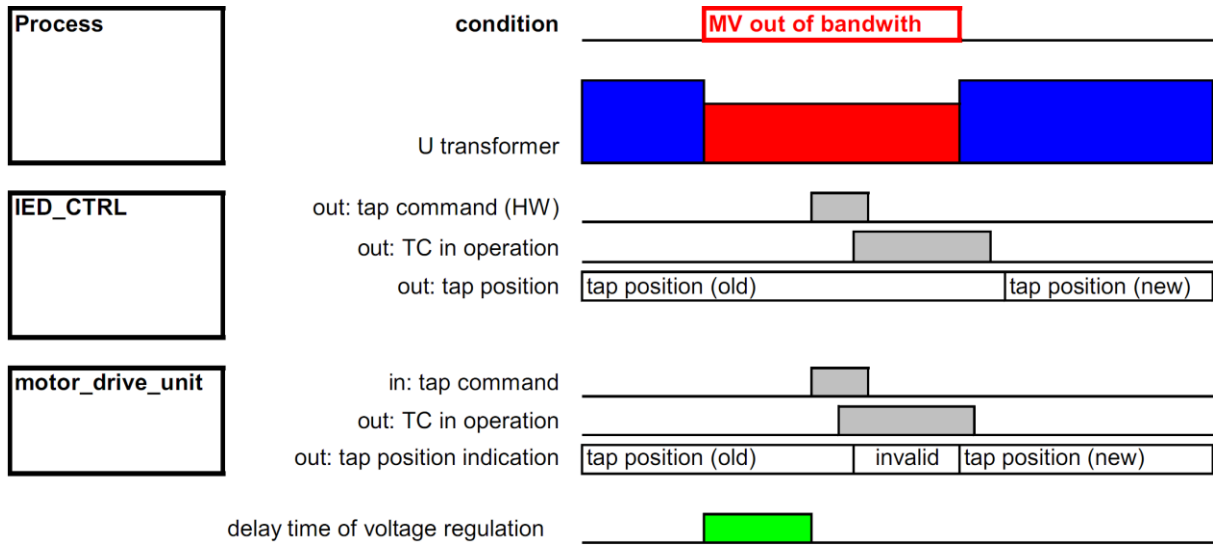 Process
condition
MV out of bandwith
U transformer
IED_CTRL
out: tap command (HW)
out: TC in operation
out: tap position
tap position (old)
tap position (new)
motor_drive_unit
in: tap command
out: TC in operation
out: tap position indication
tap position (old)
invalid
tap position (new)
delay time of voltage regulation